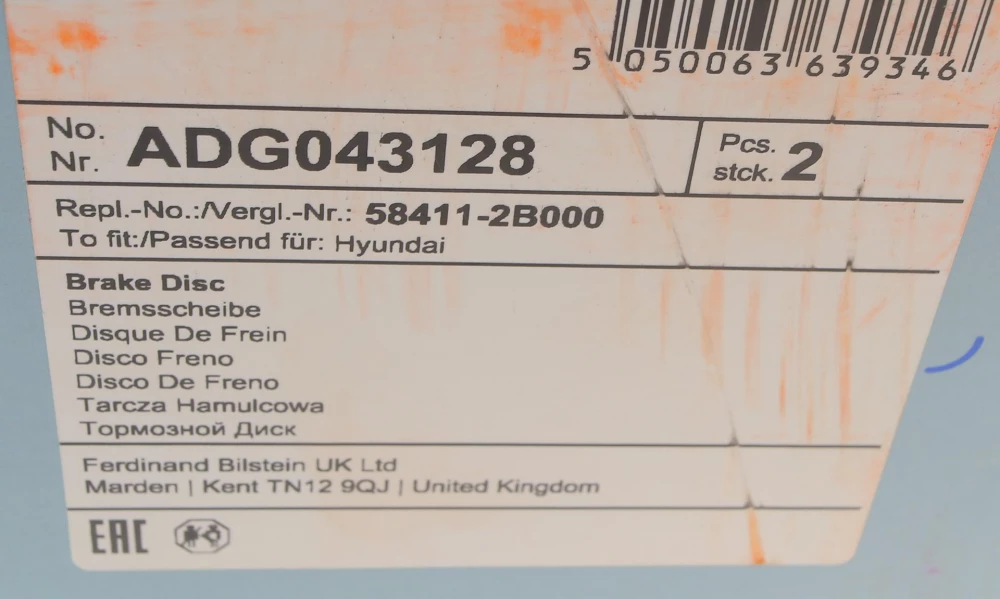 5 050063 639346
No.
Nr. ADG043128
Pcs.
stck. 2
Repl.-No.:/Vergl.-Nr.: 58411-2B000
To fit:/Passend für: Hyundai
Brake Disc
Bremsscheibe
Disque De Frein
Disco Freno
Disco De Freno
Tarcza Hamulcowa
Тормозной Диск
Ferdinand Bilstein UK Ltd
Marden | Kent TN12 9QJ | United Kingdom
EAC